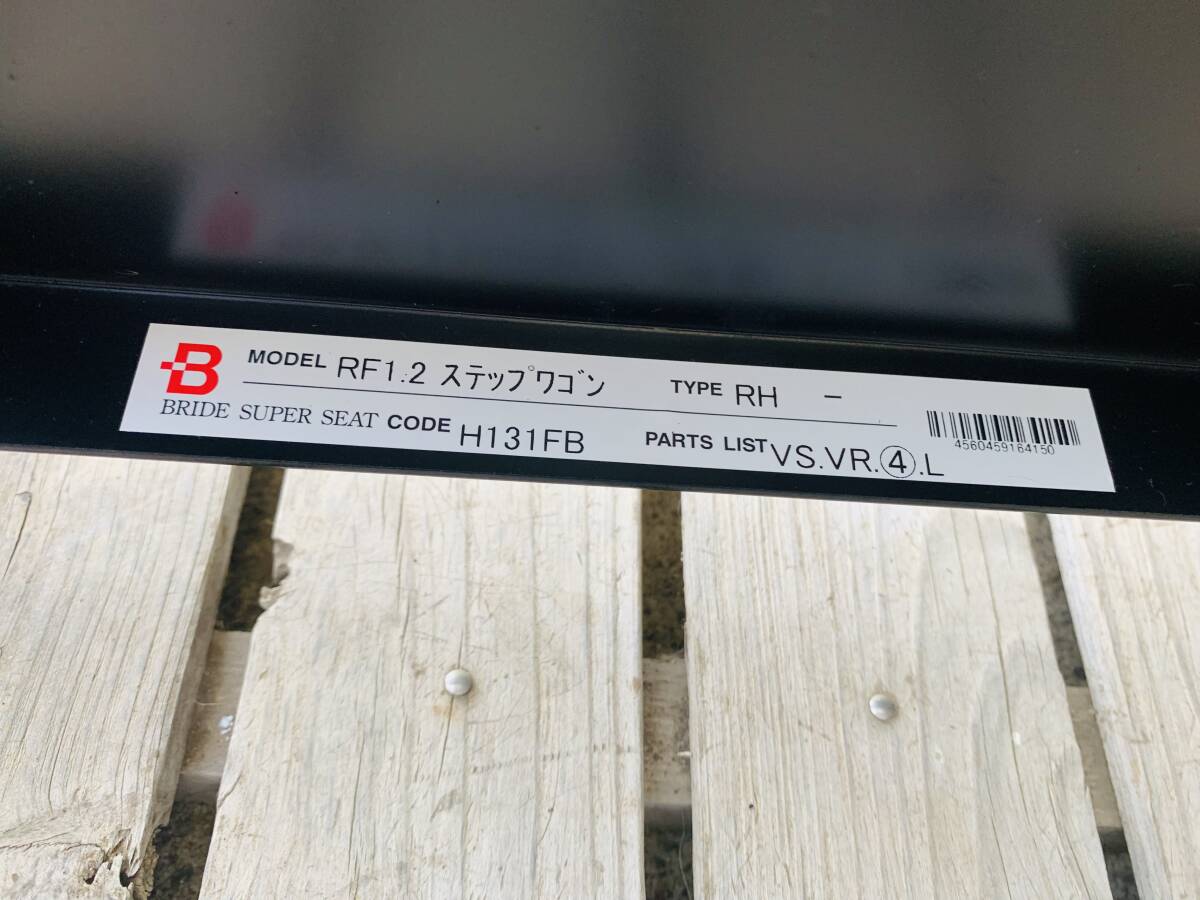 B
MODEL RF1.2 ステップワゴン TYPE RH -
BRIDE SUPER SEAT CODE H131FB PARTS LIST VS.VR.④.L
4560459164150